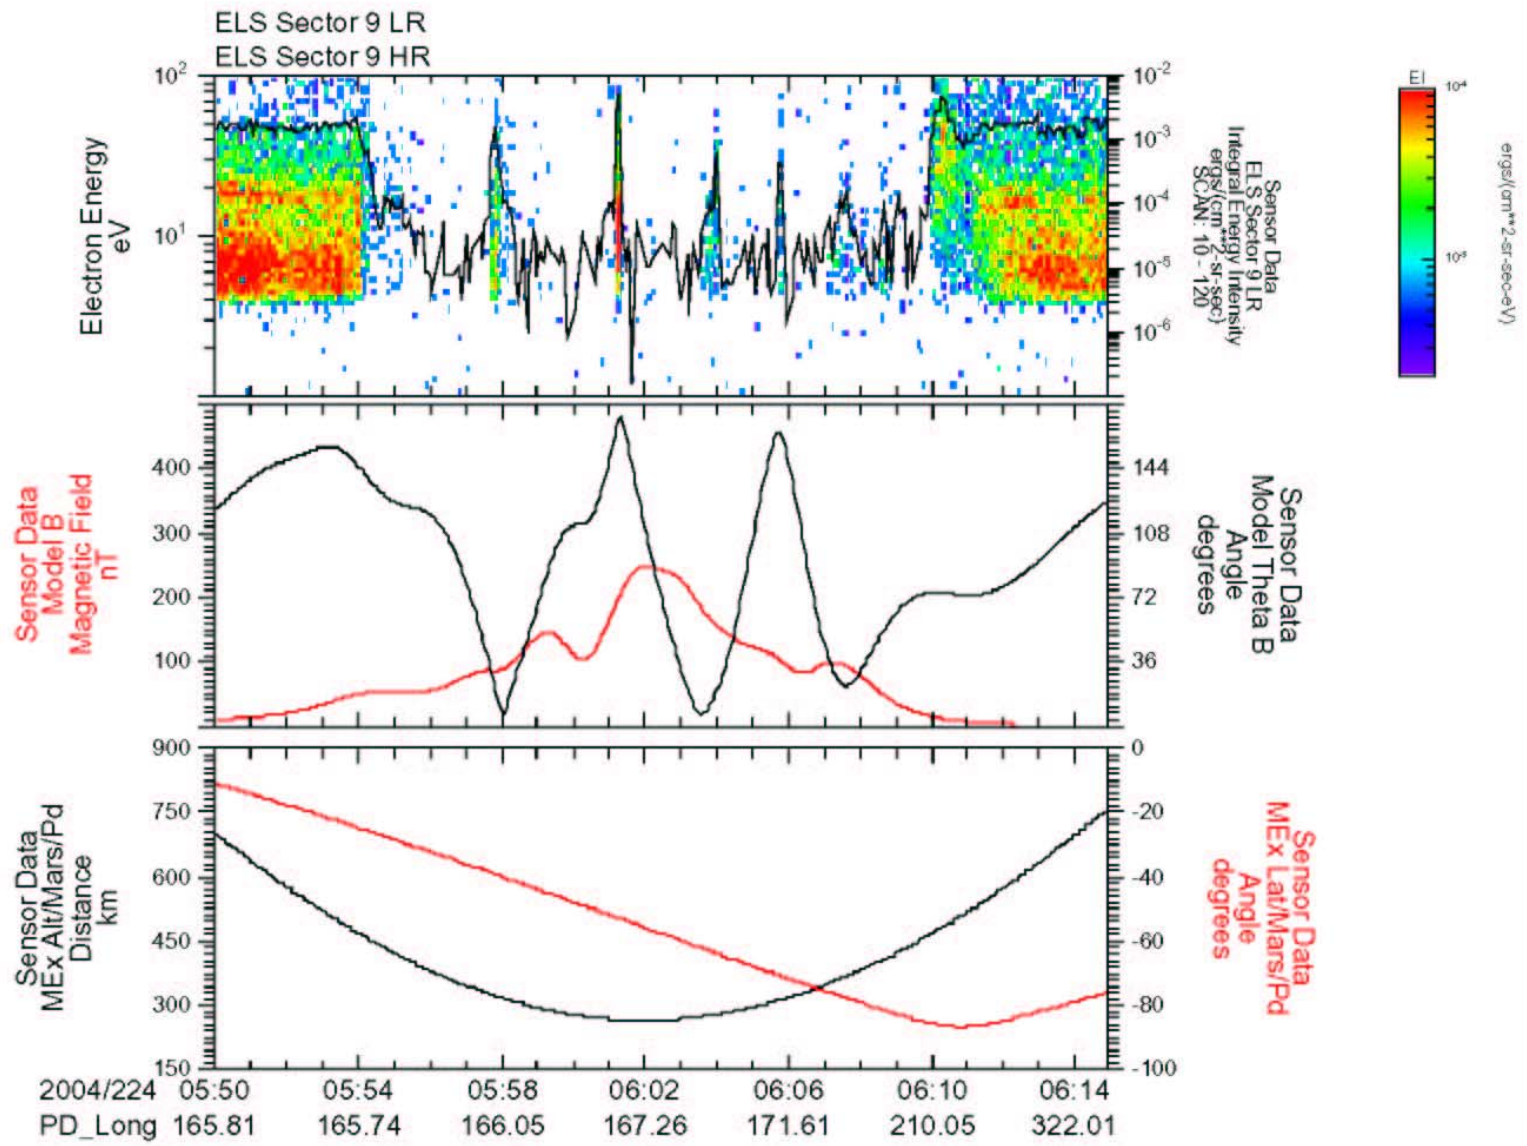 ELS Sector 9 LR
ELS Sector 9 HR
10²
10¹
Electron Energy
eV
10⁻²
10⁻³
10⁻⁴
10⁻⁵
10⁻⁶
Sensor Data
ELS Sector 9 LR
Integral Energy Intensity
ergs/(cm**2-sr-sec)
SCAN: 10 - 120
EI
10⁻⁴
10⁻⁵
ergs/(cm**2-sr-sec-eV)
400
300
200
100
Sensor Data
Model B
Magnetic Field
nT
144
108
72
36
Sensor Data
Model Theta B
Angle
degrees
900
750
600
450
300
150
Sensor Data
MEx Alt/Mars/Pd
Distance
km
0
-20
-40
-60
-80
-100
Sensor Data
MEx Lat/Mars/Pd
Angle
degrees
2004/224 05:50 05:54 05:58 06:02 06:06 06:10 06:14
PD_Long 165.81 165.74 166.05 167.26 171.61 210.05 322.01